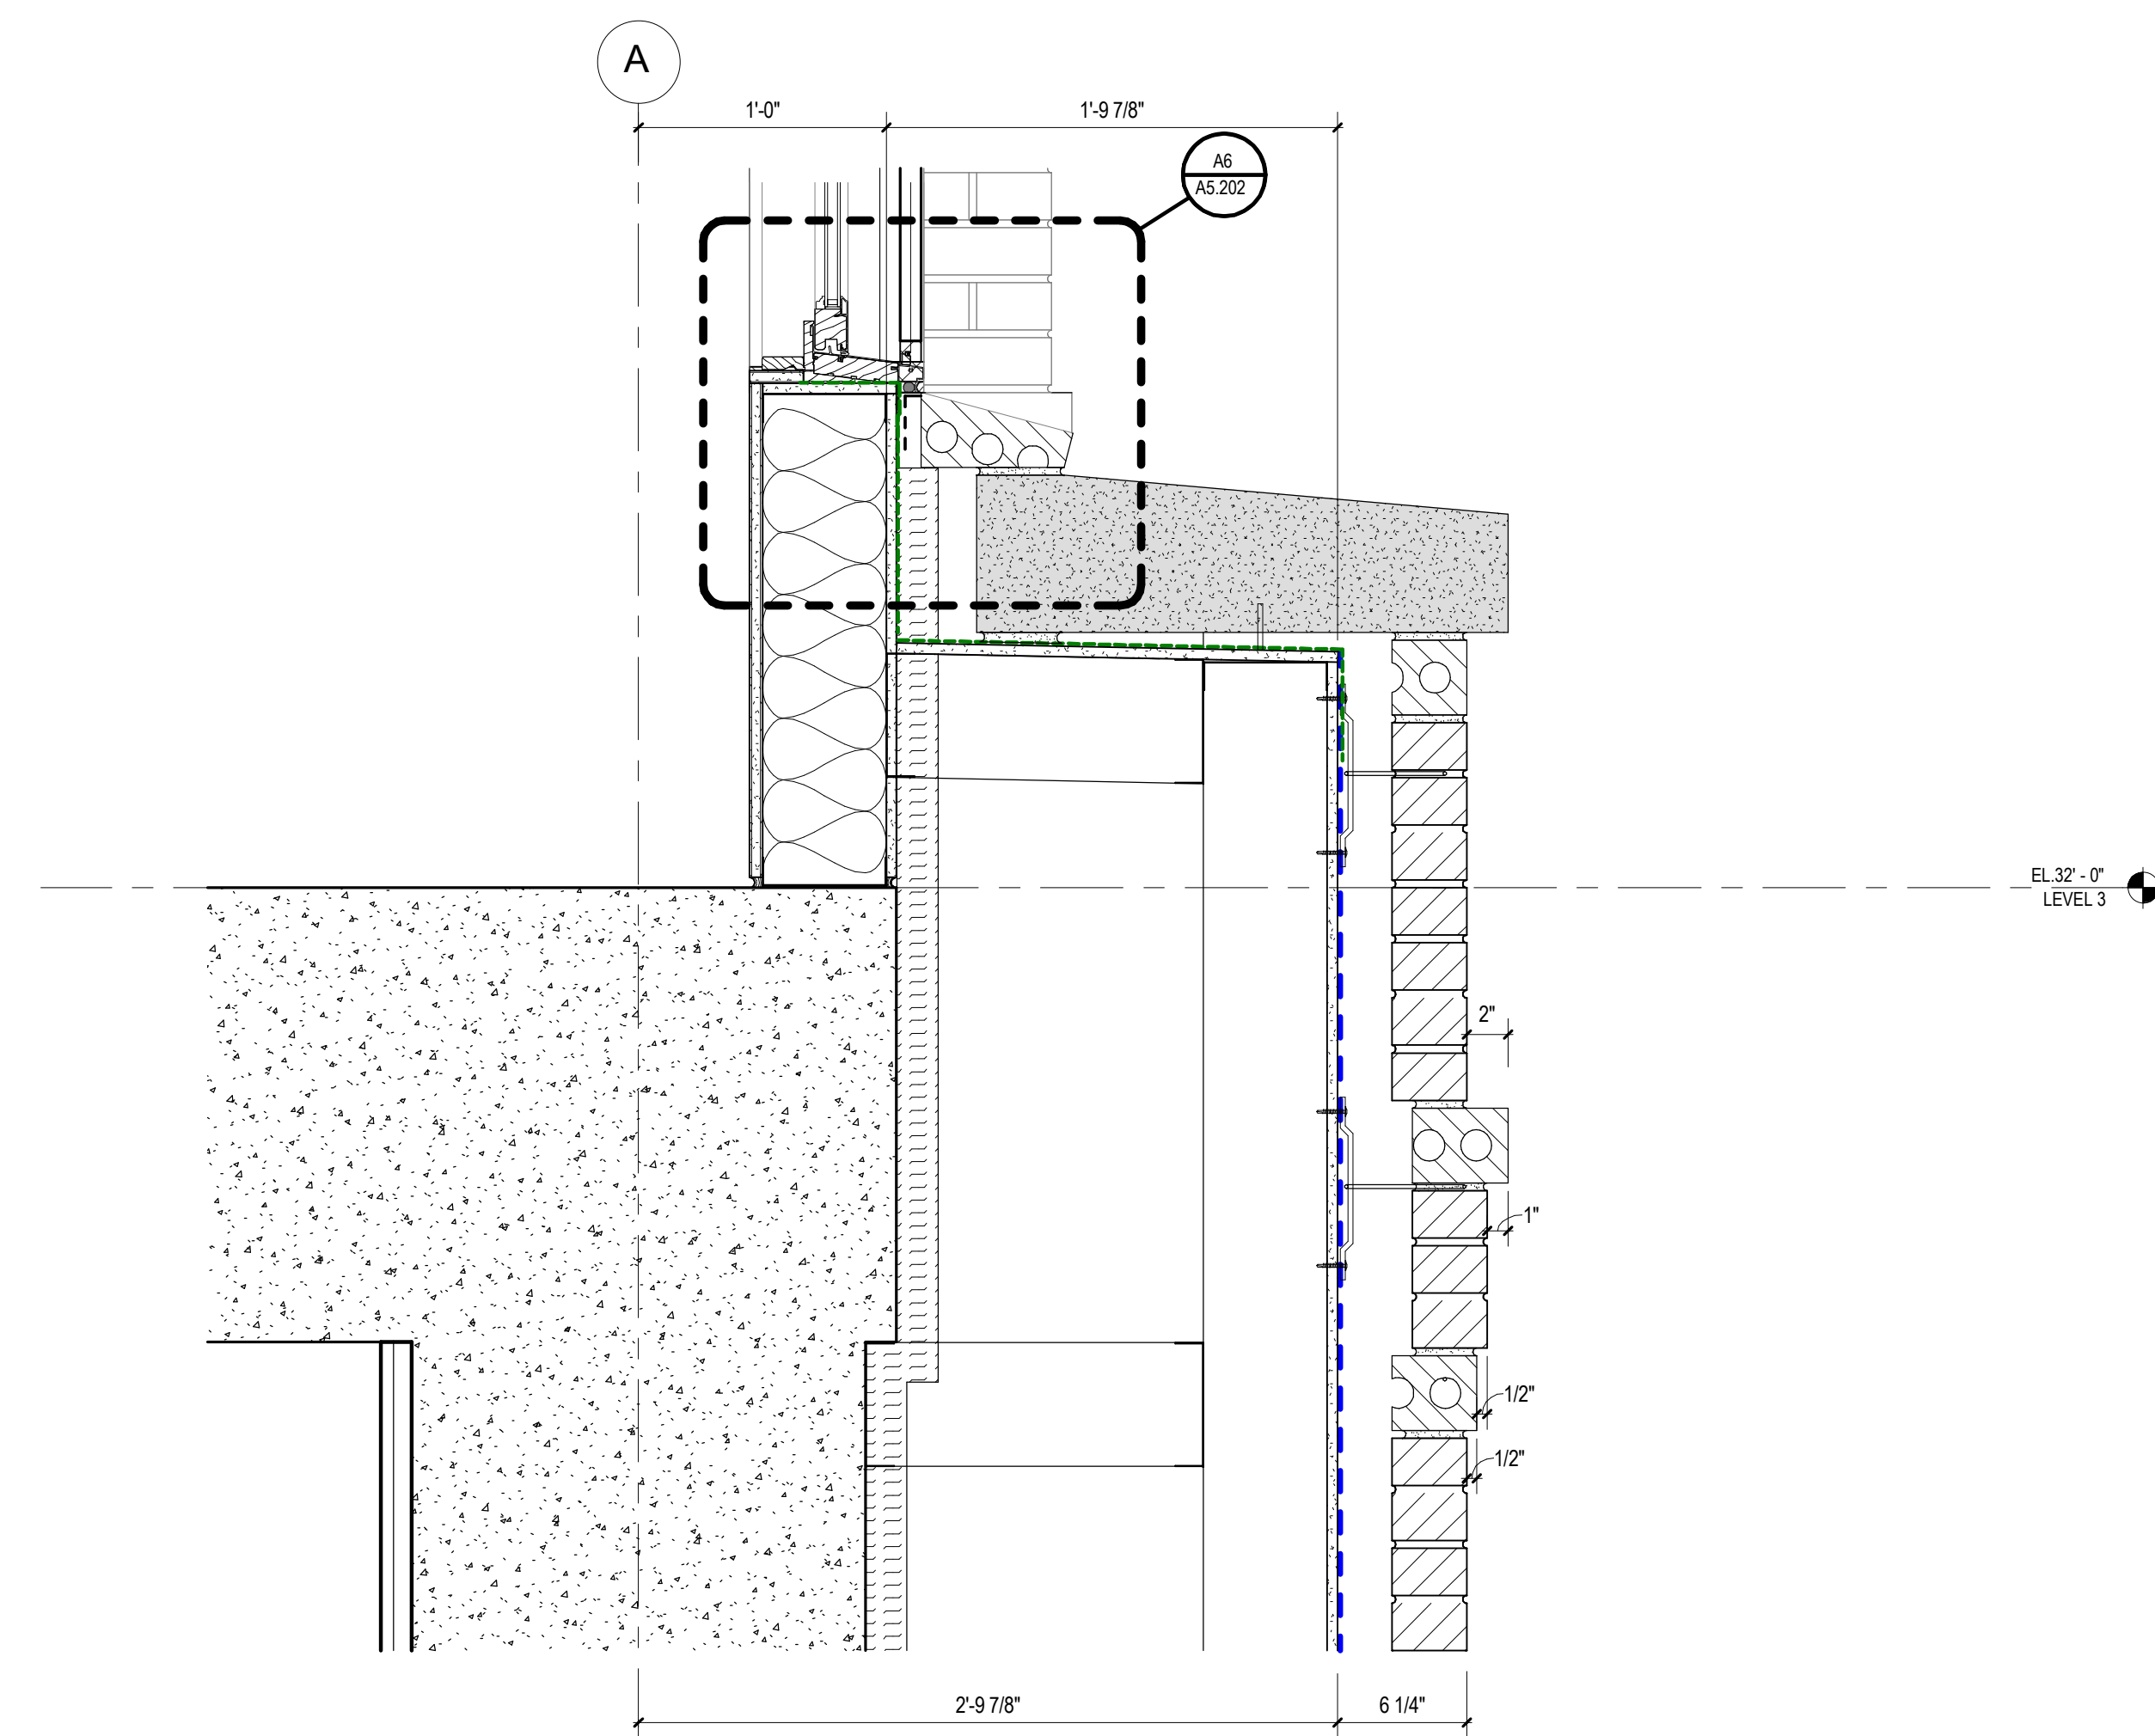 A
1'-0"
1'-9 7/8"
A6
A5.202
EL.32' - 0"
LEVEL 3
2"
1"
1/2"
1/2"
2'-9 7/8"
6 1/4"